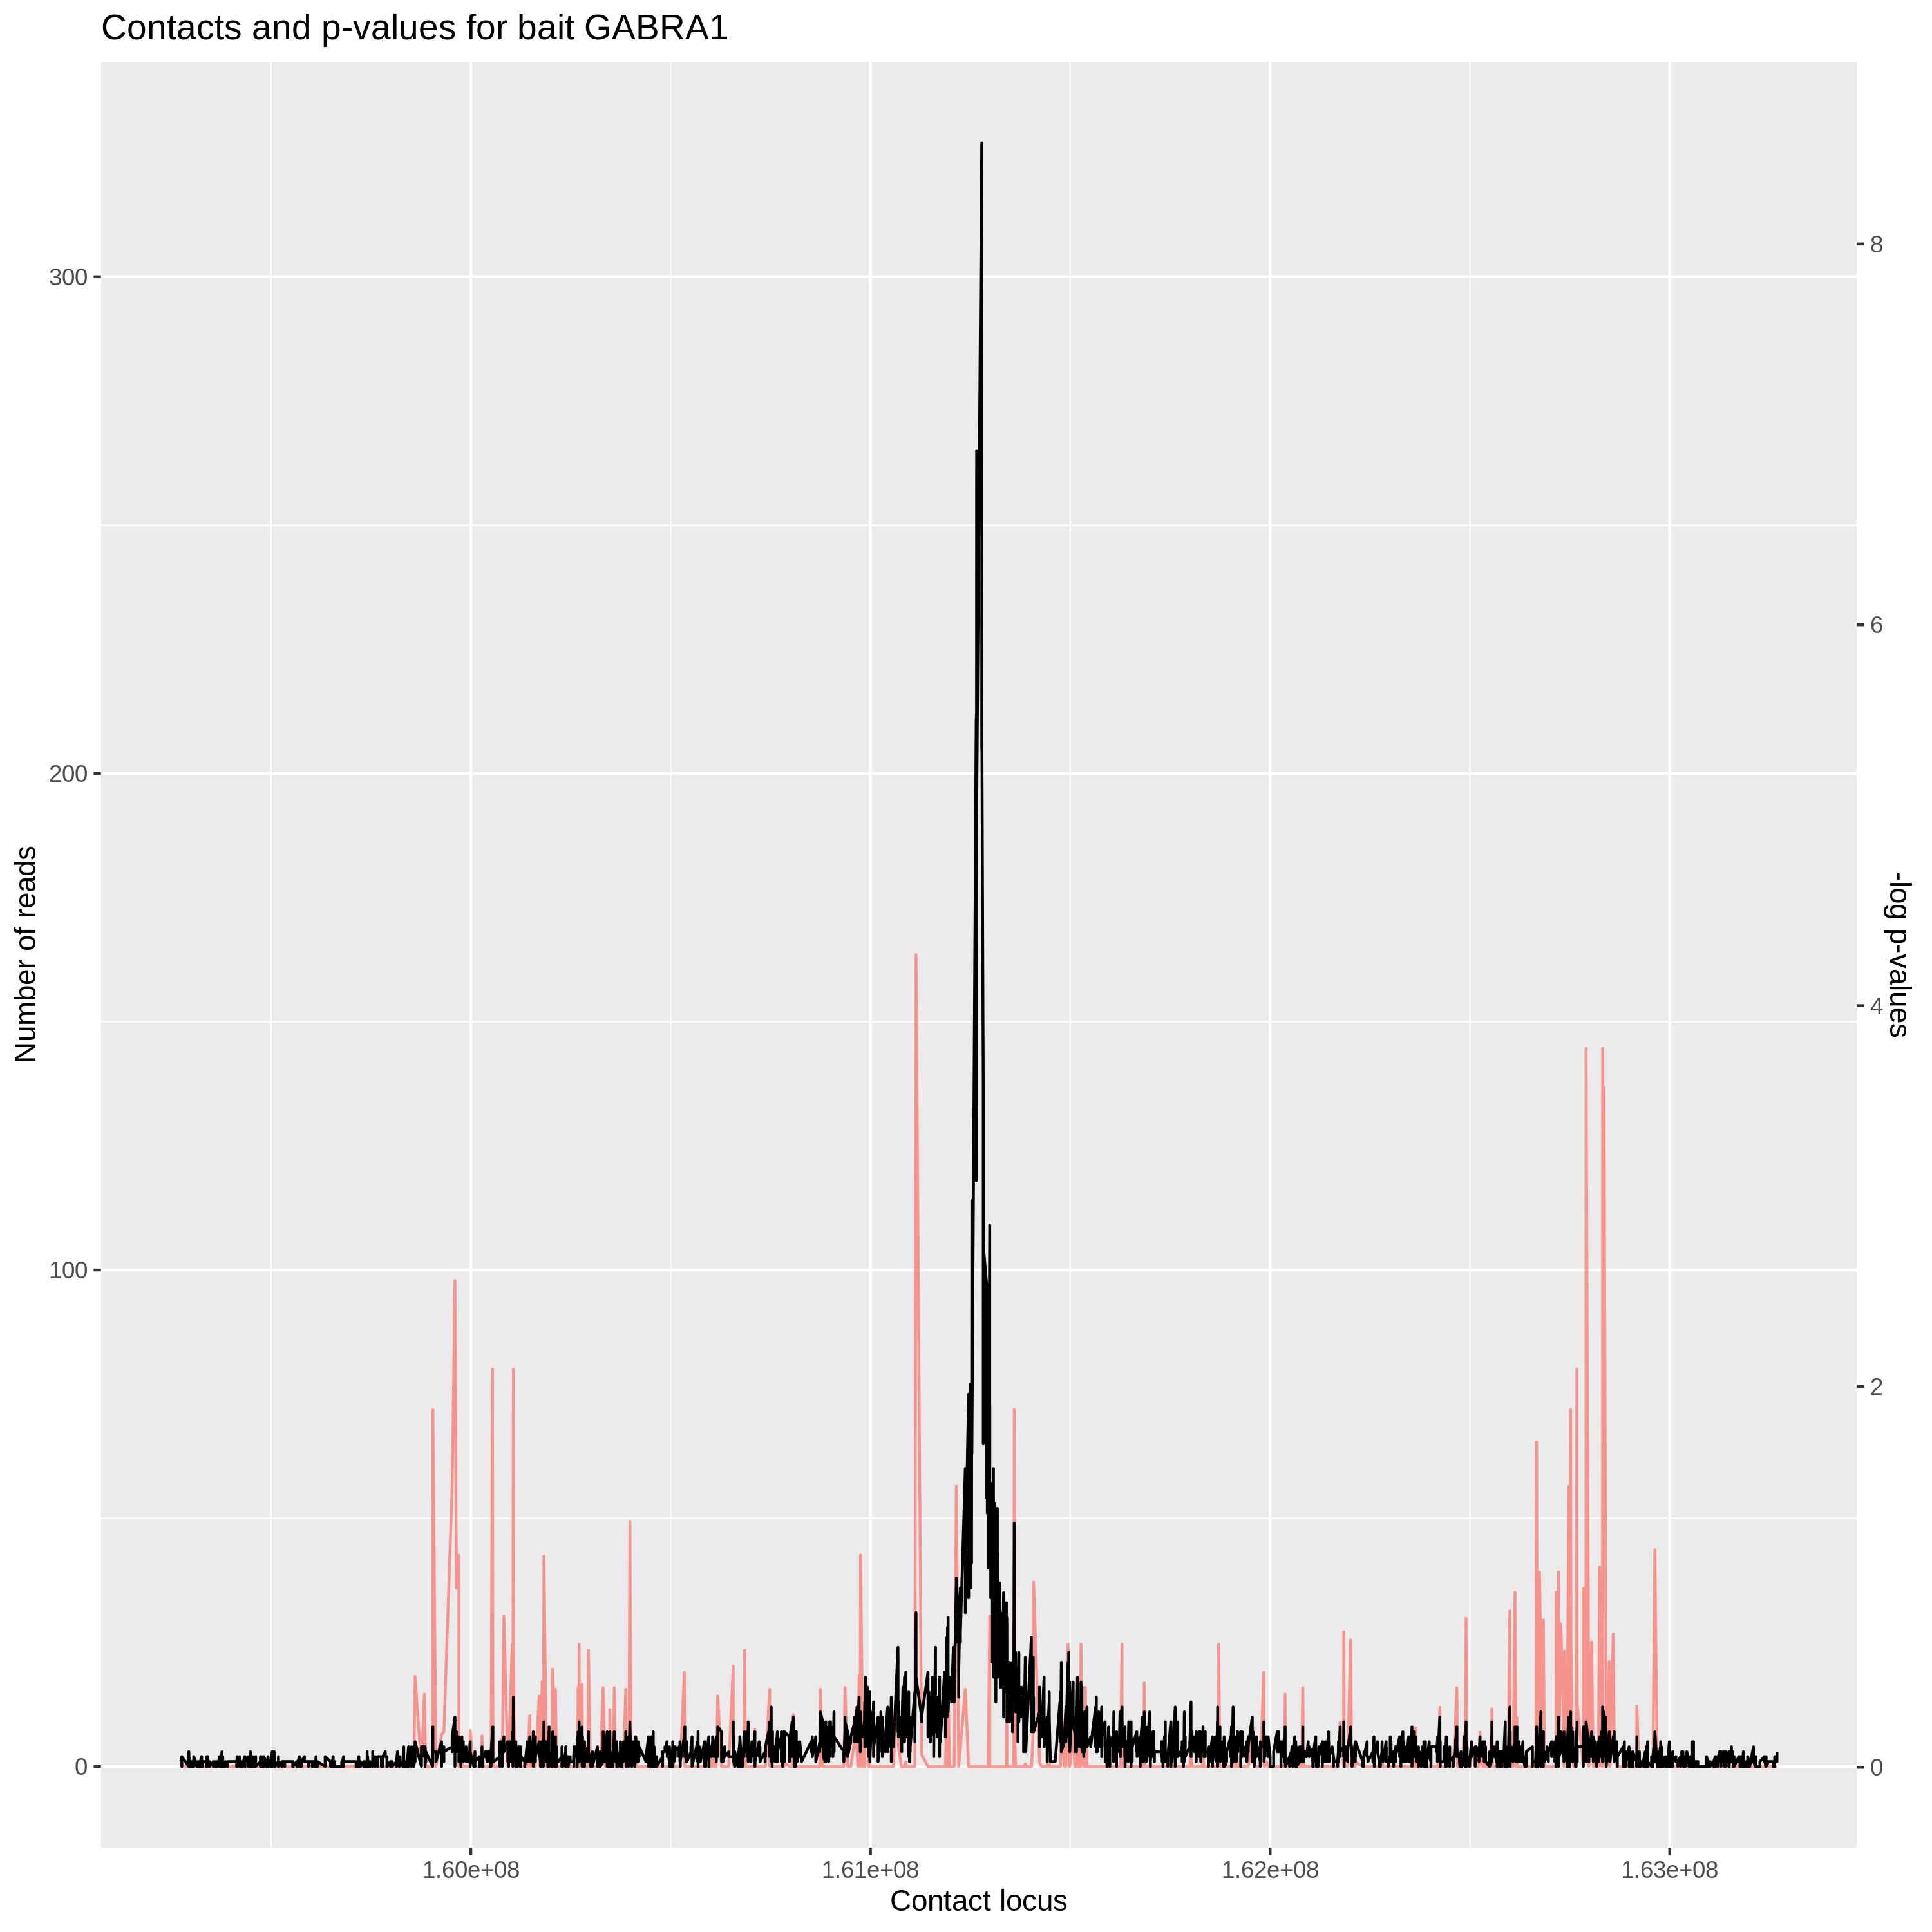 Contacts and p-values for bait GABRA1
Number of reads
300
200
100
0
8
6
4
2
0
-log p-values
1.60e+08
1.61e+08
1.62e+08
1.63e+08
Contact locus